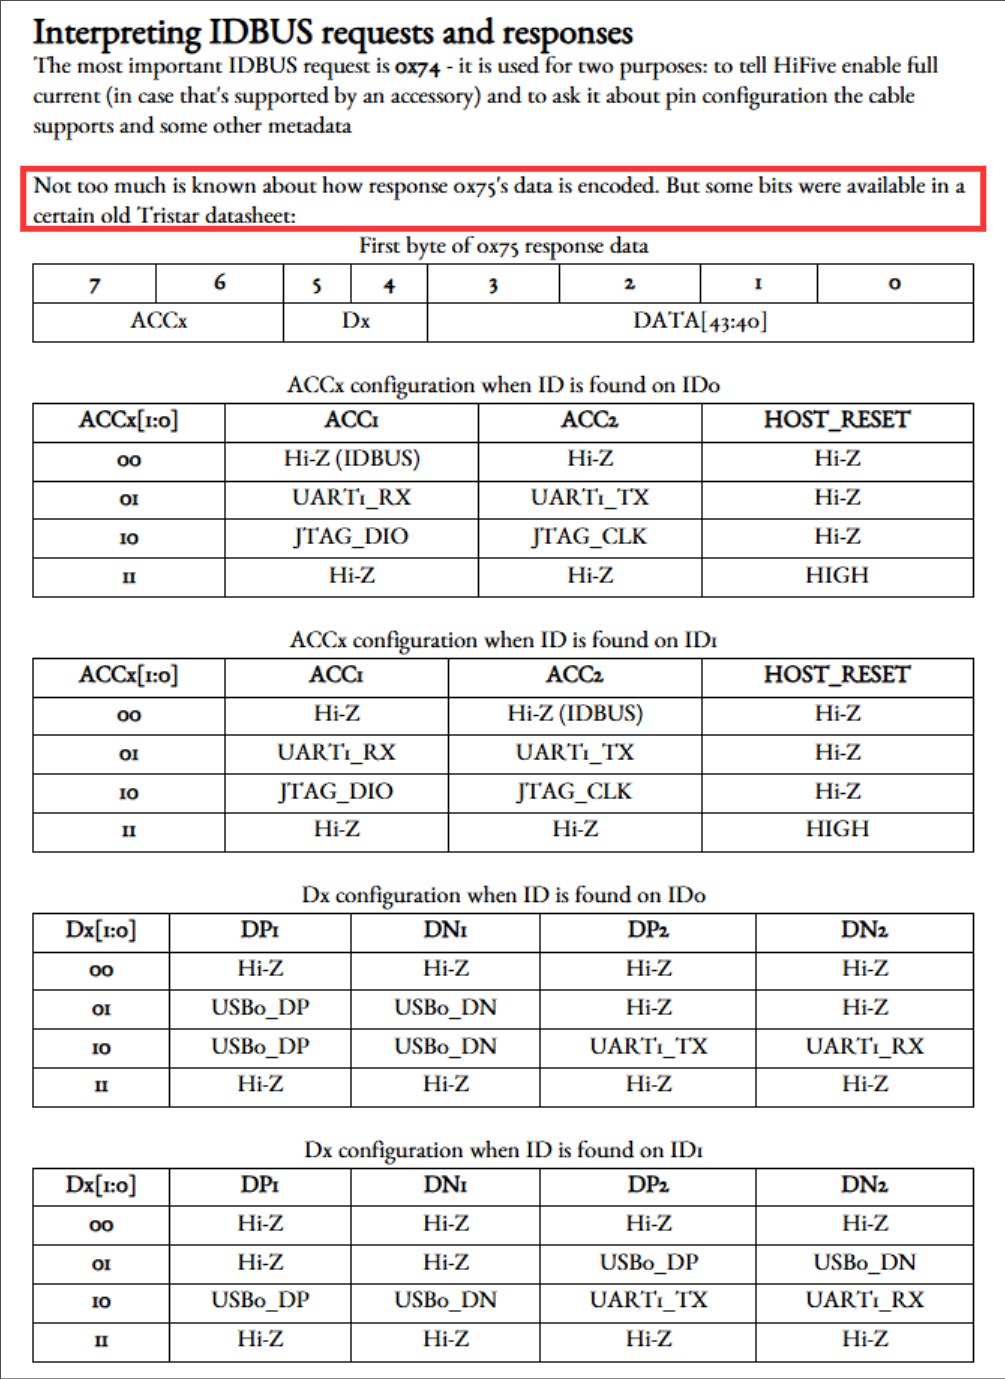 Interpreting IDBUS requests and responses
The most important IDBUS request is 0x74 - it is used for two purposes: to tell HiFive enable full
current (in case that's supported by an accessory) and to ask it about pin configuration the cable
supports and some other metadata
Not too much is known about how response 0x75's data is encoded. But some bits were available in a
certain old Tristar datasheet:
First byte of 0x75 response data
7 6 5 4 3 2 1 0
ACCx Dx DATA[43:40]
ACCx configuration when ID is found on ID0
ACCx[1:0] ACC1 ACC2 HOST_RESET
00 Hi-Z (IDBUS) Hi-Z Hi-Z
01 UART1_RX UART1_TX Hi-Z
10 JTAG_DIO JTAG_CLK Hi-Z
11 Hi-Z Hi-Z HIGH
ACCx configuration when ID is found on ID1
ACCx[1:0] ACC1 ACC2 HOST_RESET
00 Hi-Z Hi-Z (IDBUS) Hi-Z
01 UART1_RX UART1_TX Hi-Z
10 JTAG_DIO JTAG_CLK Hi-Z
11 Hi-Z Hi-Z HIGH
Dx configuration when ID is found on ID0
Dx[1:0] DP1 DN1 DP2 DN2
00 Hi-Z Hi-Z Hi-Z Hi-Z
01 USB0_DP USB0_DN Hi-Z Hi-Z
10 USB0_DP USB0_DN UART1_TX UART1_RX
11 Hi-Z Hi-Z Hi-Z Hi-Z
Dx configuration when ID is found on ID1
Dx[1:0] DP1 DN1 DP2 DN2
00 Hi-Z Hi-Z Hi-Z Hi-Z
01 Hi-Z Hi-Z USB0_DP USB0_DN
10 USB0_DP USB0_DN UART1_TX UART1_RX
11 Hi-Z Hi-Z Hi-Z Hi-Z